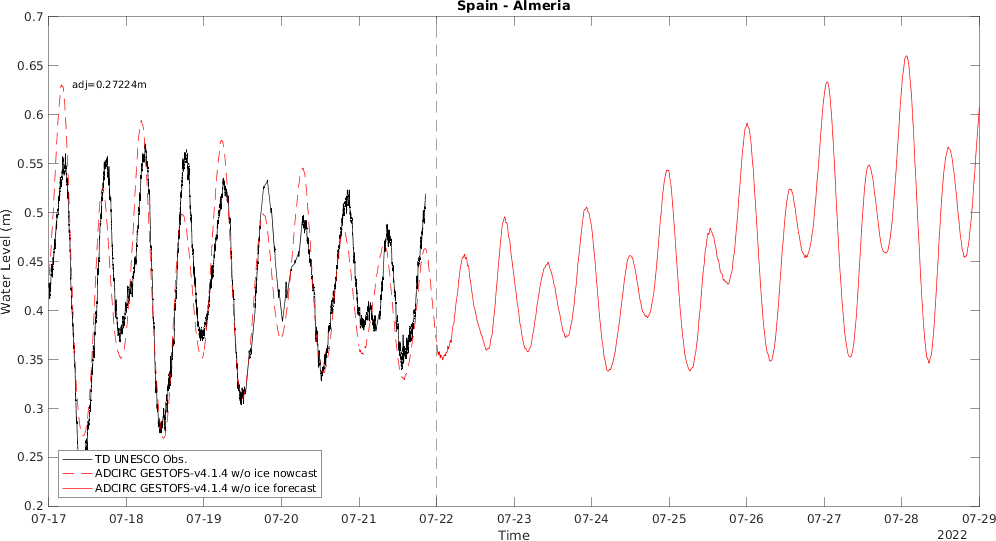 Spain - Almeria
0.7
0.65
0.6
0.55
0.5
0.45
0.4
0.35
0.3
0.25
0.2
Water Level (m)
adj=0.27224m
TD UNESCO Obs.
ADCIRC GESTOFS-v4.1.4 w/o ice nowcast
ADCIRC GESTOFS-v4.1.4 w/o ice forecast
07-17 07-18 07-19 07-20 07-21 07-22 07-23 07-24 07-25 07-26 07-27 07-28 07-29
Time
2022